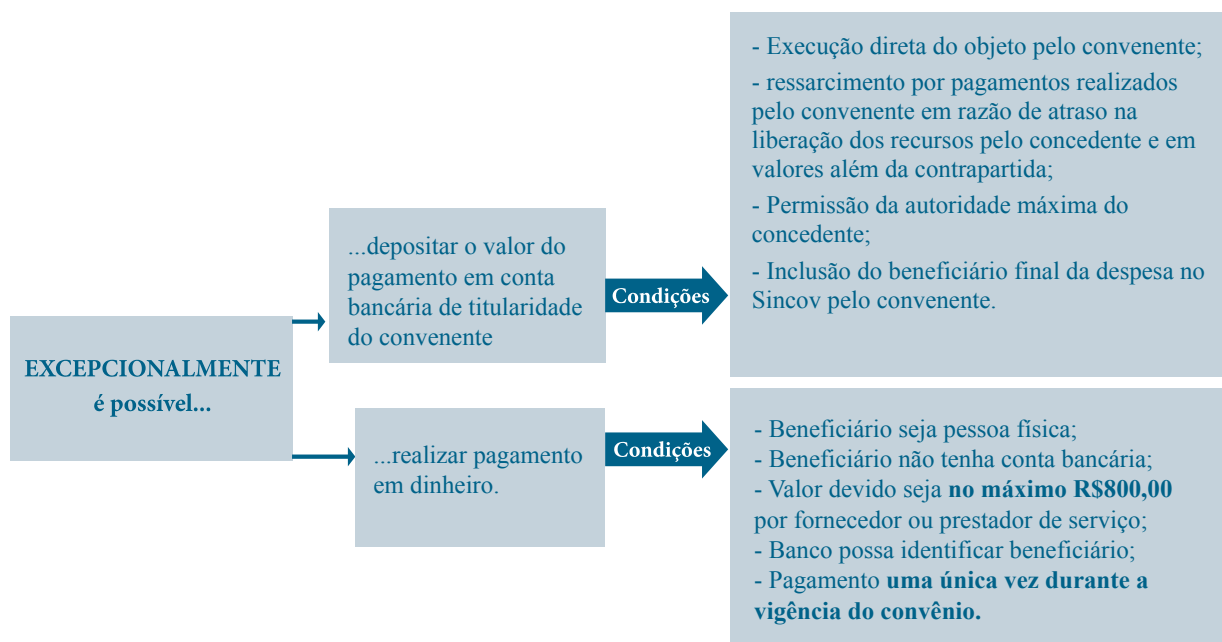 EXCEPCIONALMENTE
é possível...
...depositar o valor do
pagamento em conta
bancária de titularidade
do convenente
Condições
- Execução direta do objeto pelo convenente;
- ressarcimento por pagamentos realizados
pelo convenente em razão de atraso na
liberação dos recursos pelo concedente e em
valores além da contrapartida;
- Permissão da autoridade máxima do
concedente;
- Inclusão do beneficiário final da despesa no
Sincov pelo convenente.
...realizar pagamento
em dinheiro.
Condições
- Beneficiário seja pessoa física;
- Beneficiário não tenha conta bancária;
- Valor devido seja no máximo R$800,00
por fornecedor ou prestador de serviço;
- Banco possa identificar beneficiário;
- Pagamento uma única vez durante a
vigência do convênio.